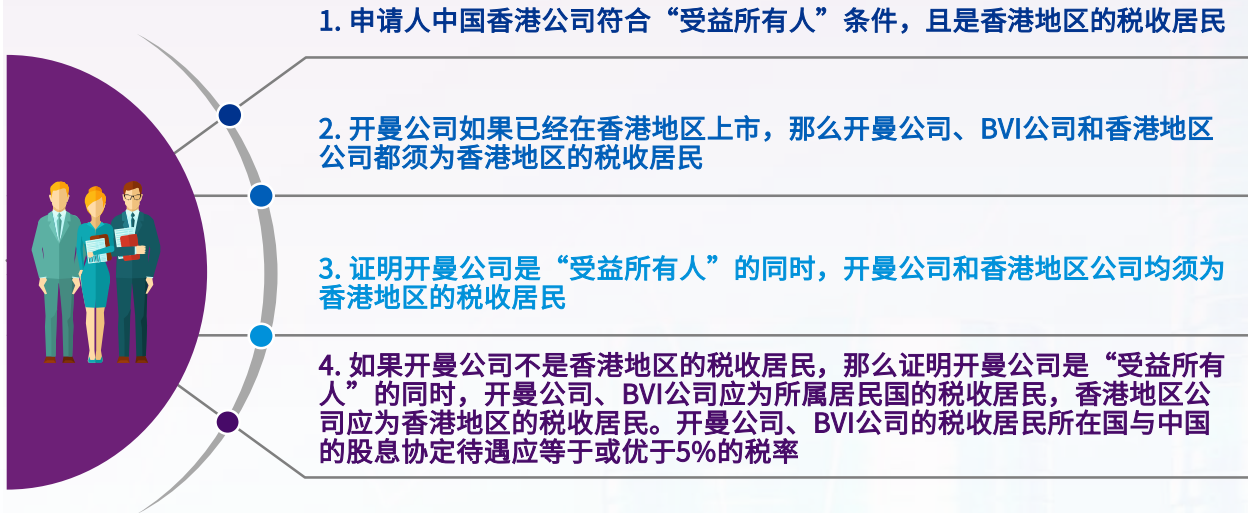 1. 申请人中国香港公司符合“受益所有人”条件，且是香港地区的税收居民
2. 开曼公司如果已经在香港地区上市，那么开曼公司、BVI公司和香港地区
公司都须为香港地区的税收居民
3. 证明开曼公司是“受益所有人”的同时，开曼公司和香港地区公司均须为
香港地区的税收居民
4. 如果开曼公司不是香港地区的税收居民，那么证明开曼公司是“受益所有
人”的同时，开曼公司、BVI公司应为所属居民国的税收居民，香港地区公
司应为香港地区的税收居民。开曼公司、BVI公司的税收居民所在国与中国
的股息协定待遇应等于或优于5%的税率